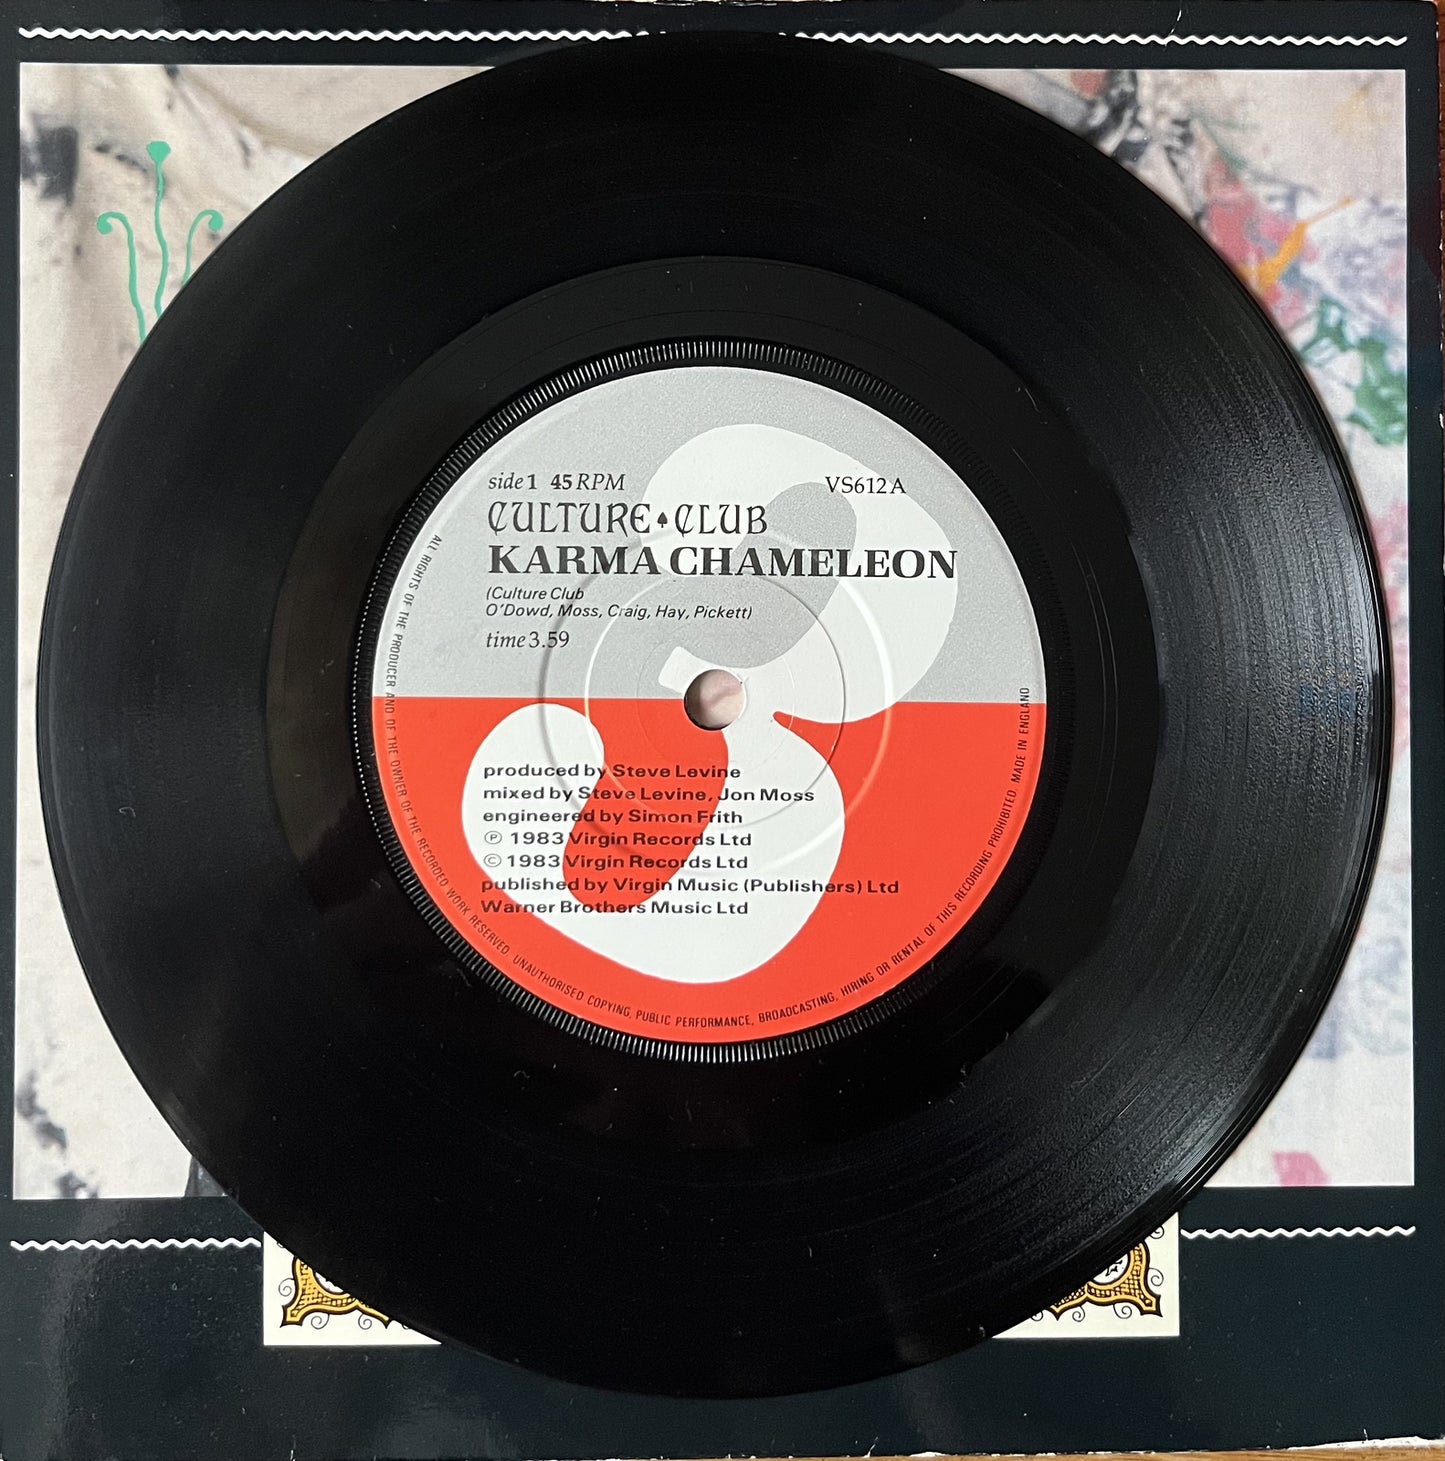 side 1 45 RPM
VS612 A
CULTURE♠CLUB
KARMA CHAMELEON
(Culture Club
O'Dowd, Moss, Craig, Hay, Pickett)
time 3.59
produced by Steve Levine
mixed by Steve Levine, Jon Moss
engineered by Simon Frith
℗ 1983 Virgin Records Ltd
© 1983 Virgin Records Ltd
published by Virgin Music (Publishers) Ltd
Warner Brothers Music Ltd
ALL RIGHTS OF THE PRODUCER AND OF THE OWNER OF THE RECORDED WORK RESERVED. UNAUTHORISED COPYING, PUBLIC PERFORMANCE, BROADCASTING, HIRING OR RENTAL OF THIS RECORDING PROHIBITED. MADE IN ENGLAND